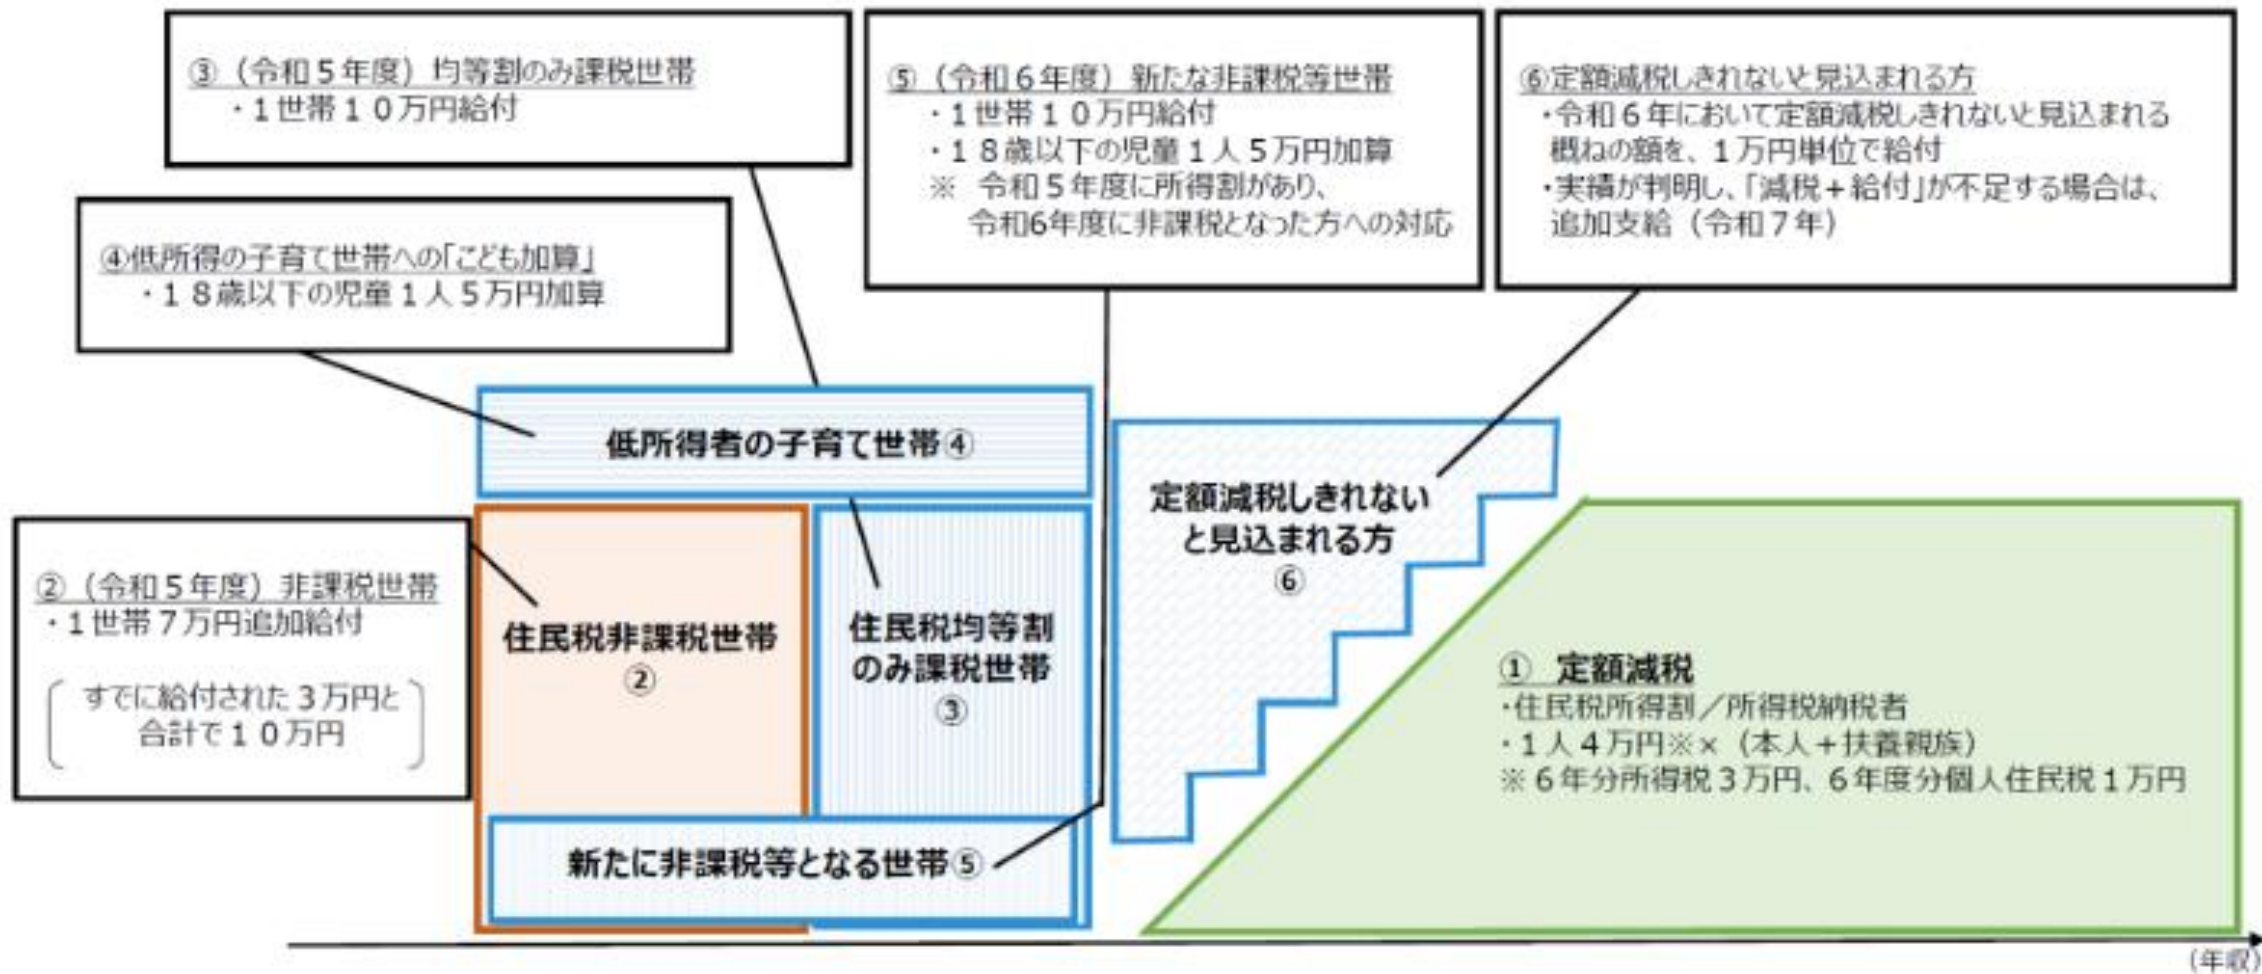 ③（令和５年度）均等割のみ課税世帯
・１世帯１０万円給付
⑤（令和６年度）新たな非課税等世帯
・１世帯１０万円給付
・１８歳以下の児童１人５万円加算
※　令和５年度に所得割があり、
令和6年度に非課税となった方への対応
⑥定額減税しきれないと見込まれる方
・令和６年において定額減税しきれないと見込まれる
概ねの額を、１万円単位で給付
・実績が判明し、「減税＋給付」が不足する場合は、
追加支給（令和７年）
④低所得の子育て世帯への「こども加算」
・１８歳以下の児童１人５万円加算
低所得者の子育て世帯④
定額減税しきれない
と見込まれる方
⑥
②（令和５年度）非課税世帯
・１世帯７万円追加給付
すでに給付された３万円と
合計で１０万円
住民税非課税世帯
②
住民税均等割
のみ課税世帯
③
①　定額減税
・住民税所得割／所得税納税者
・１人４万円※×（本人＋扶養親族）
※６年分所得税３万円、６年度分個人住民税１万円
新たに非課税等となる世帯⑤
（年収）